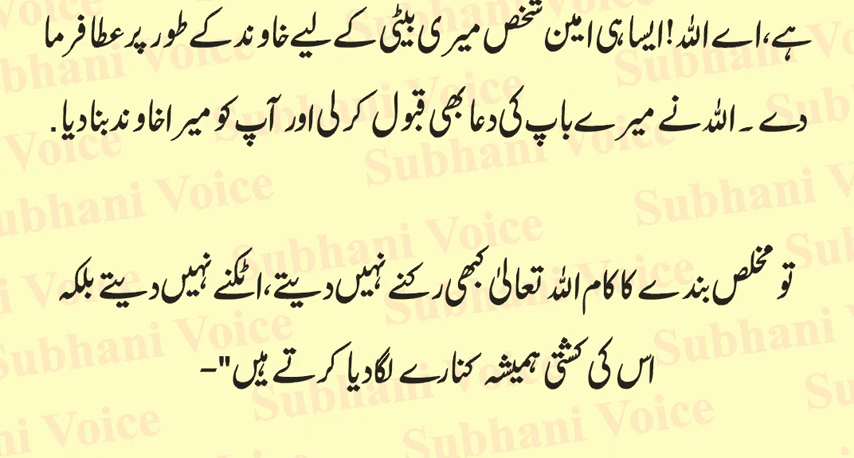 ہے،اے اللہ!ایسا ہی امین شخص میری بیٹی کے لیے خاوند کے طور پر عطا فرما
دے۔اللہ نے میرے باپ کی دعا بھی قبول کر لی اور آپ کو میرا خاوند بنا دیا.
تو مخلص بندے کا کام اللہ تعالیٰ کبھی رکنے نہیں دیتے،اٹکنے نہیں دیتے بلکہ
اس کی کشتی ہمیشہ کنارے لگا دیا کرتے ہیں"–
Subhani Voice